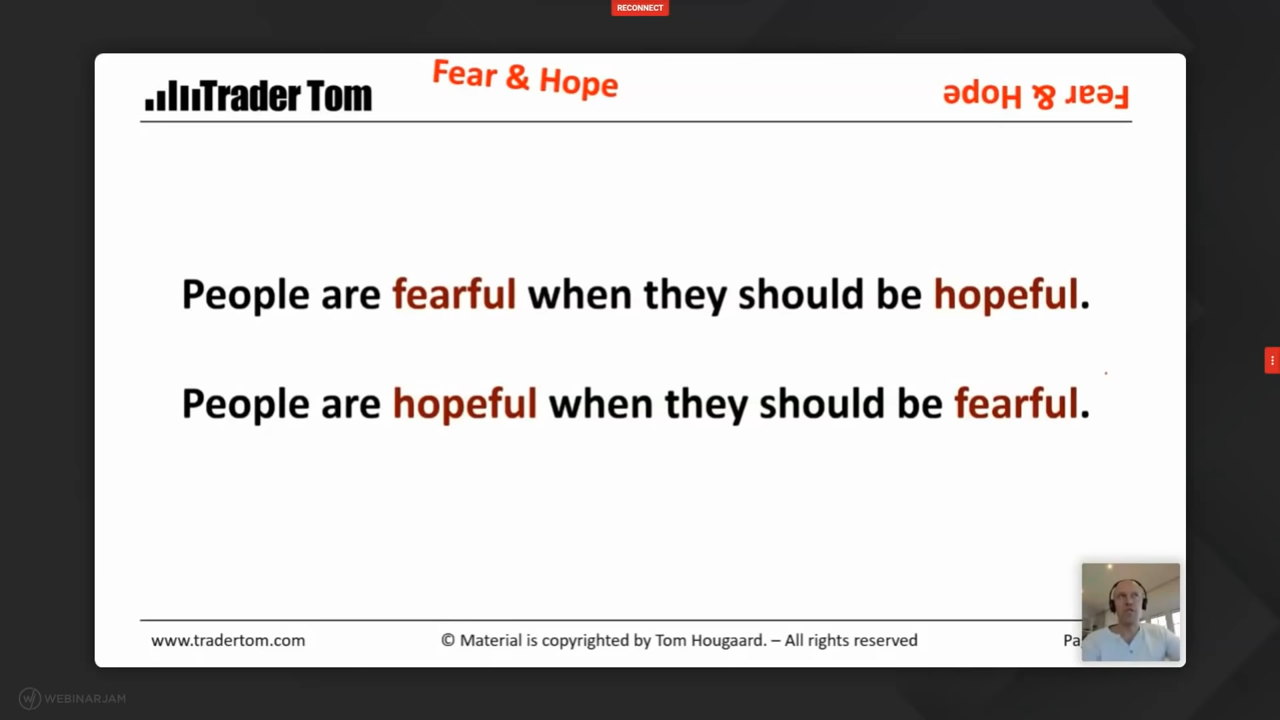 RECONNECT
Trader Tom
Fear & Hope
Fear & Hope
People are fearful when they should be hopeful.
People are hopeful when they should be fearful.
www.tradertom.com
© Material is copyrighted by Tom Hougaard. – All rights reserved
WEBINARJAM